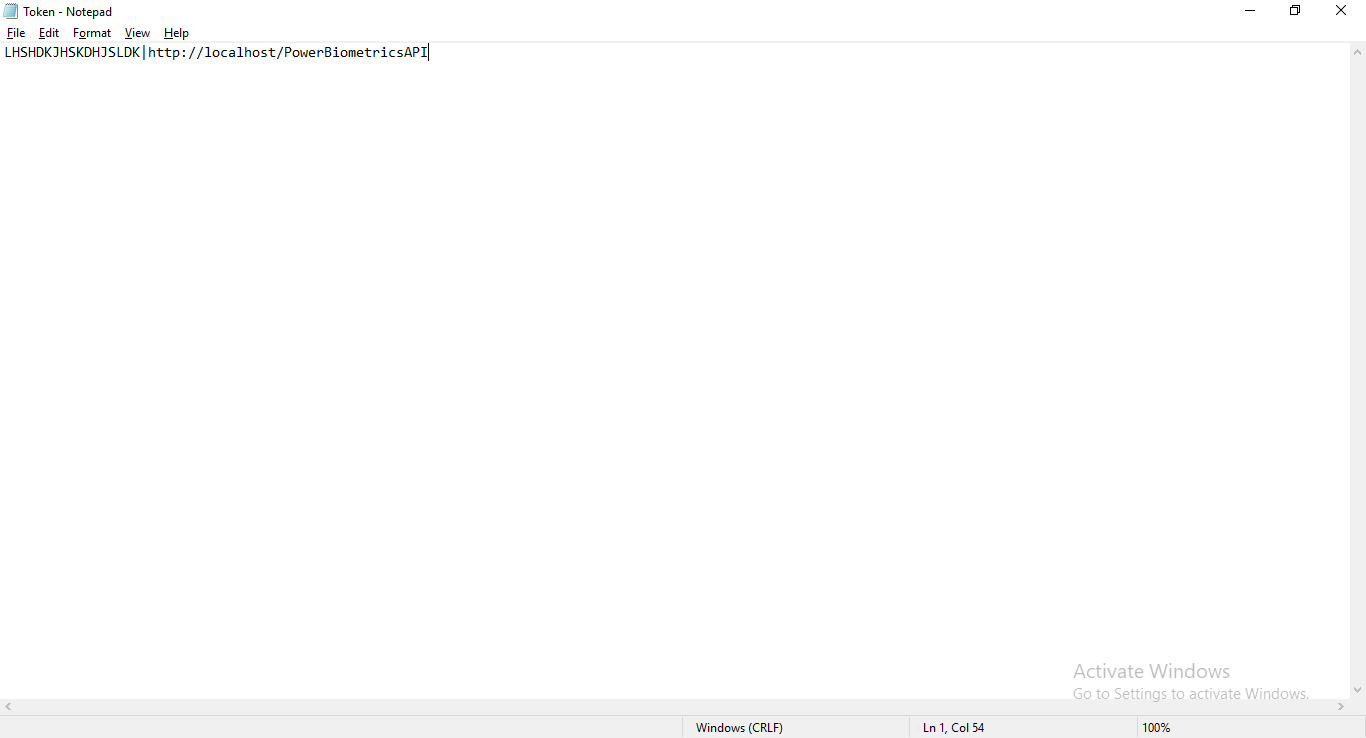 Token - Notepad
File Edit Format View Help
LHSHDKJHSKDHJSLDK|http://localhost/PowerBiometricsAPI
Activate Windows
Go to Settings to activate Windows.
Windows (CRLF) Ln 1, Col 54 100%